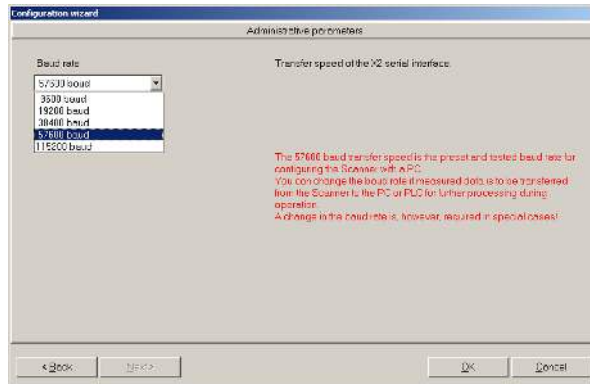 Configuration wizard
Administrative parameters
Baud rate
Transfer speed of the X2 serial interface.
57600 baud
9600 baud
19200 baud
38400 baud
57600 baud
115200 baud
The 57600 baud transfer speed is the preset and tested baud rate for
configuring the Scanner with a PC.
You can change the baud rate if measured data is to be transferred
from the Scanner to the PC or PLC for further processing during
operation.
A change in the baud rate is, however, required in special cases!
< Back
Next >
OK
Cancel